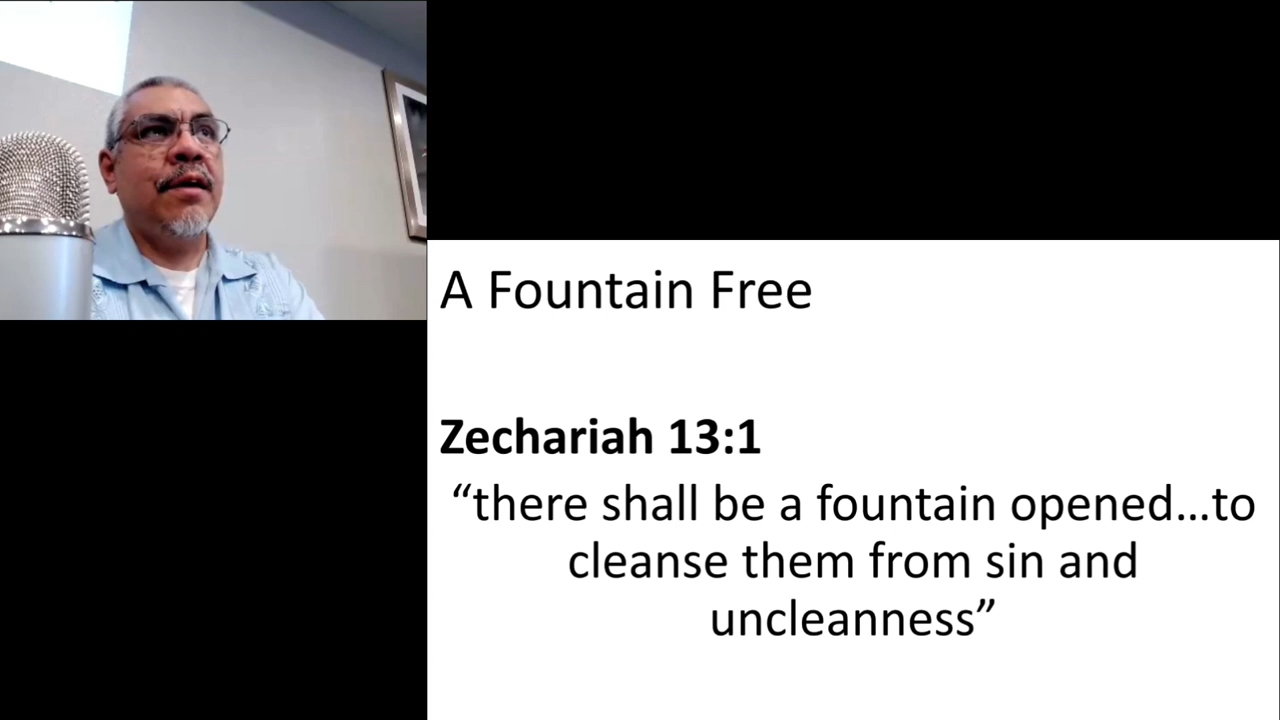 A Fountain Free
Zechariah 13:1
“there shall be a fountain opened…to
cleanse them from sin and
uncleanness”